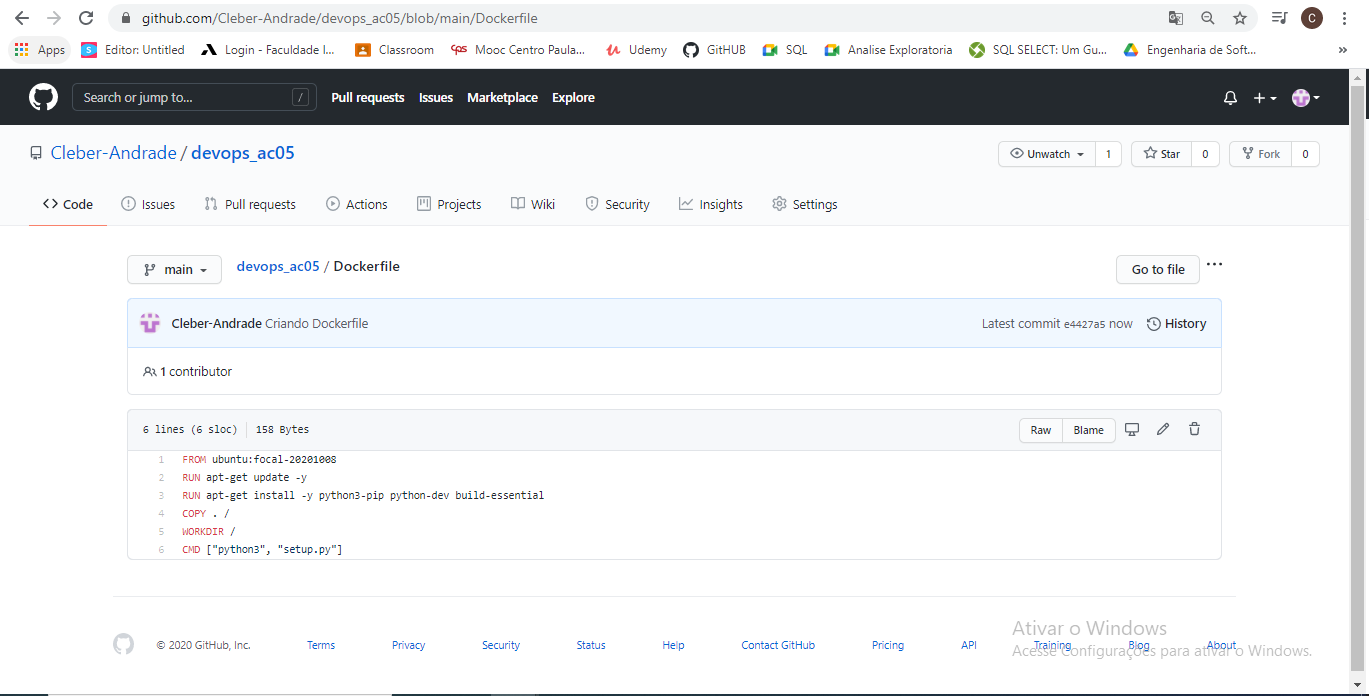 github.com/Cleber-Andrade/devops_ac05/blob/main/Dockerfile
C
Apps
S Editor: Untitled
Login - Faculdade I...
Classroom
cps Mooc Centro Paula...
Udemy
GitHUB
SQL
Analise Exploratoria
SQL SELECT: Um Gu...
Engenharia de Soft...
»
Search or jump to... /
Pull requests Issues Marketplace Explore
Cleber-Andrade / devops_ac05
Unwatch 1 Star 0 Fork 0
Code Issues Pull requests Actions Projects Wiki Security Insights Settings
main devops_ac05 / Dockerfile Go to file ...
Cleber-Andrade Criando Dockerfile Latest commit e4427a5 now History
1 contributor
6 lines (6 sloc) 158 Bytes Raw Blame
1 FROM ubuntu:focal-20201008
2 RUN apt-get update -y
3 RUN apt-get install -y python3-pip python-dev build-essential
4 COPY . /
5 WORKDIR /
6 CMD ["python3", "setup.py"]
© 2020 GitHub, Inc. Terms Privacy Security Status Help Contact GitHub Pricing API Training Blog About
Ativar o Windows
Acesse Configurações para ativar o Windows.